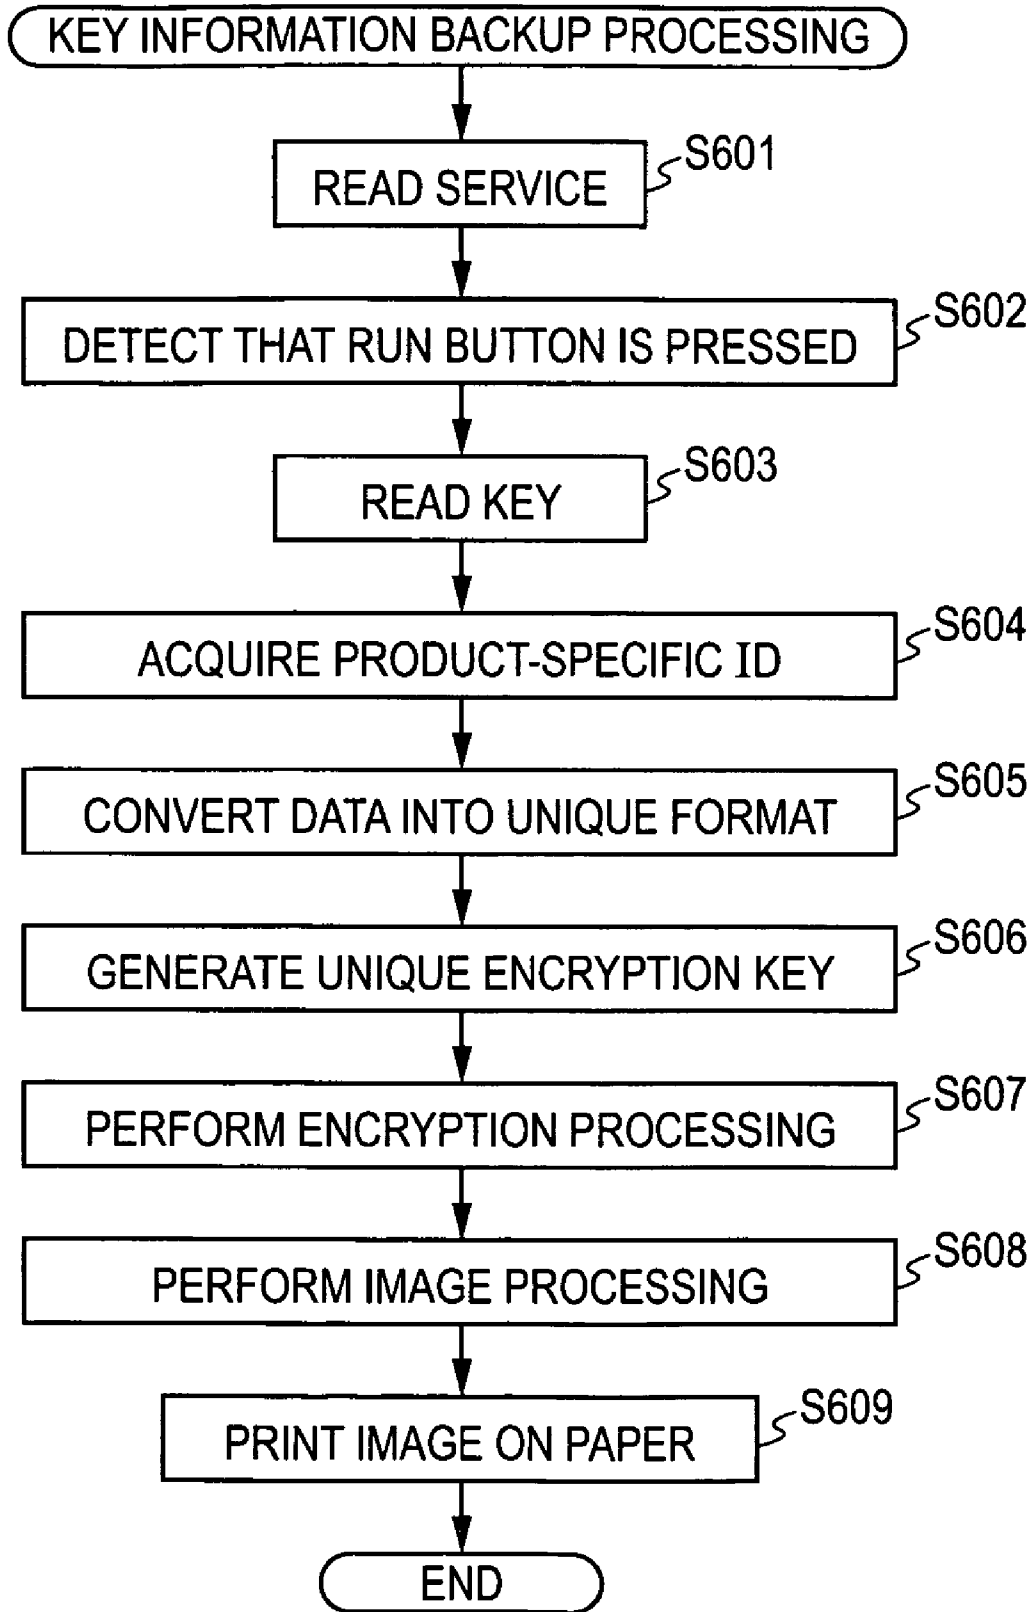 KEY INFORMATION BACKUP PROCESSING
S601
READ SERVICE
S602
DETECT THAT RUN BUTTON IS PRESSED
S603
READ KEY
S604
ACQUIRE PRODUCT-SPECIFIC ID
S605
CONVERT DATA INTO UNIQUE FORMAT
S606
GENERATE UNIQUE ENCRYPTION KEY
S607
PERFORM ENCRYPTION PROCESSING
S608
PERFORM IMAGE PROCESSING
S609
PRINT IMAGE ON PAPER
END